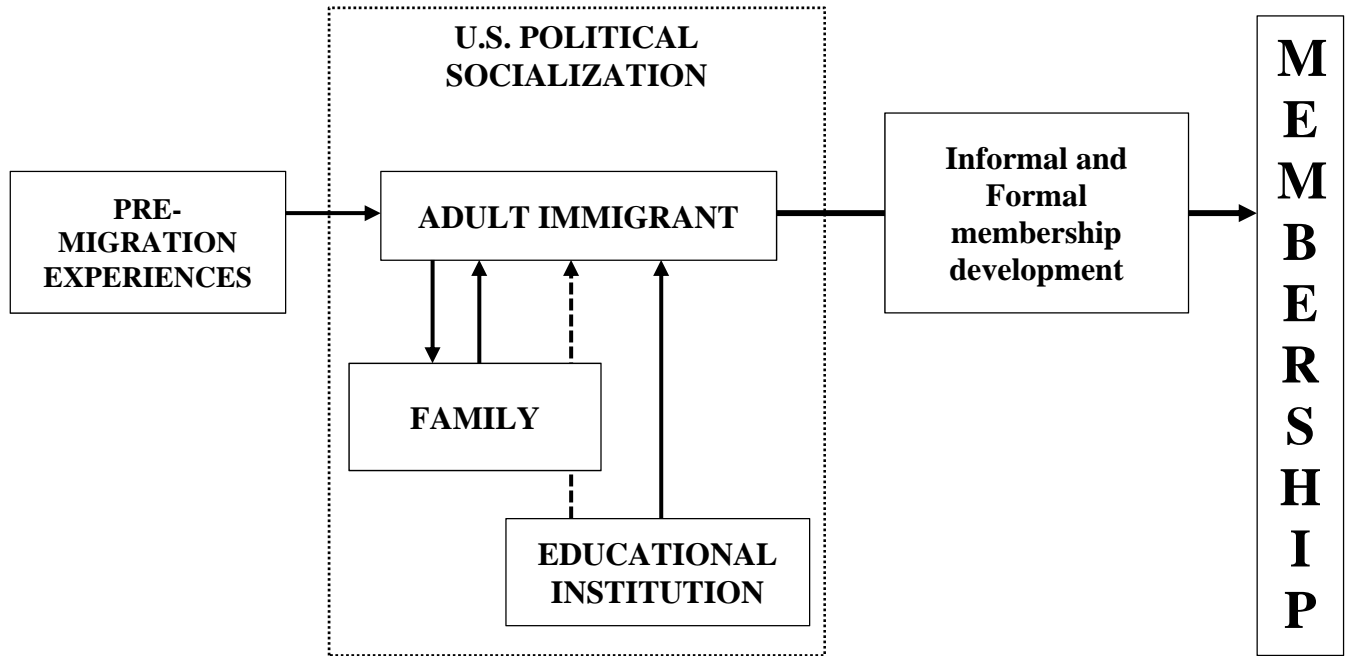 U.S. POLITICAL
SOCIALIZATION
PRE-
MIGRATION
EXPERIENCES
ADULT IMMIGRANT
FAMILY
EDUCATIONAL
INSTITUTION
Informal and
Formal
membership
development
M
E
M
B
E
R
S
H
I
P